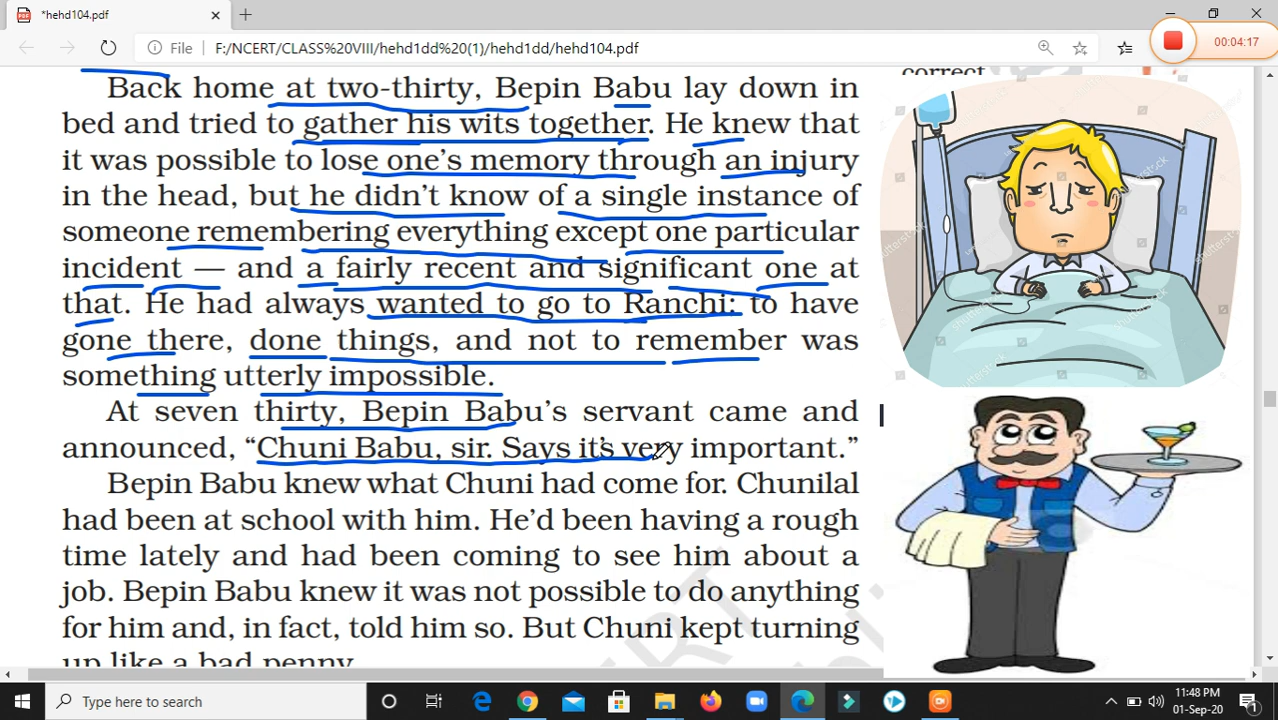 *hehd104.pdf
File F:/NCERT/CLASS%20VIII/hehd1dd%20(1)/hehd1dd/hehd104.pdf
00:04:17
correct
Back home at two-thirty, Bepin Babu lay down in
bed and tried to gather his wits together. He knew that
it was possible to lose one's memory through an injury
in the head, but he didn't know of a single instance of
someone remembering everything except one particular
incident — and a fairly recent and significant one at
that. He had always wanted to go to Ranchi; to have
gone there, done things, and not to remember was
something utterly impossible.
At seven thirty, Bepin Babu's servant came and
announced, “Chuni Babu, sir. Says it's very important.”
Bepin Babu knew what Chuni had come for. Chunilal
had been at school with him. He'd been having a rough
time lately and had been coming to see him about a
job. Bepin Babu knew it was not possible to do anything
for him and, in fact, told him so. But Chuni kept turning
up like a bad penny.
shutterstock
Type here to search
11:48 PM
01-Sep-20